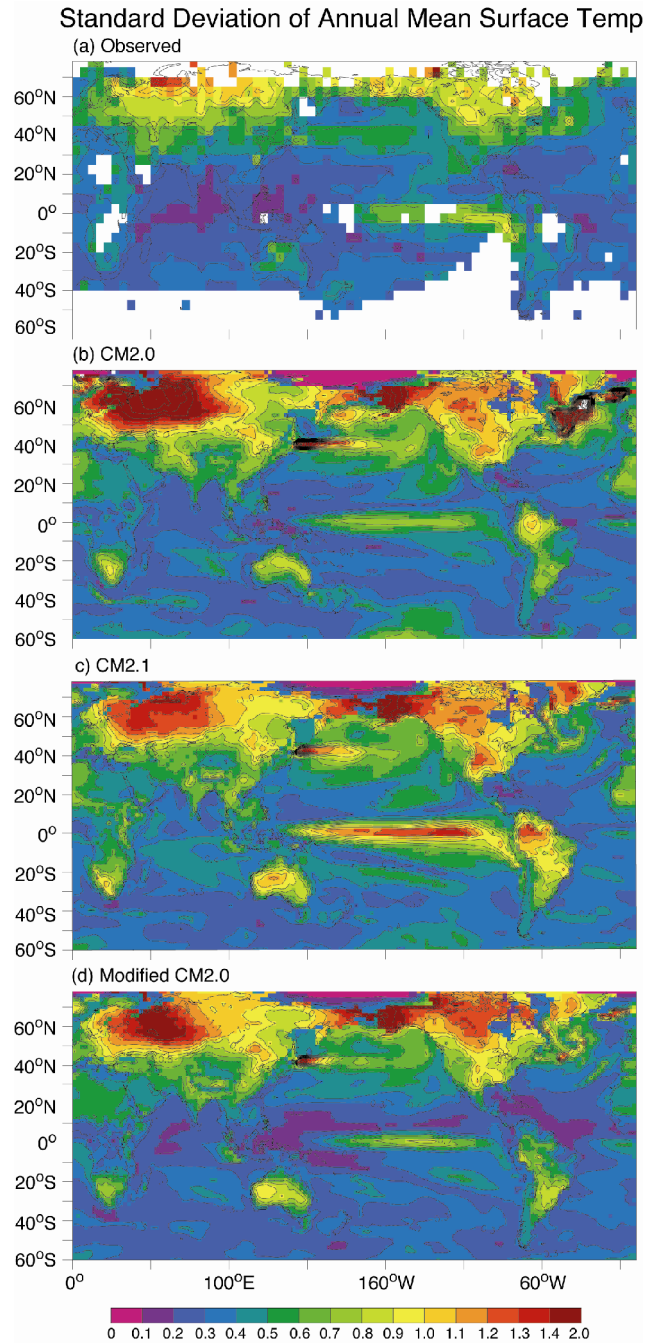 Standard Deviation of Annual Mean Surface Temp
(a) Observed
60°N
40°N
20°N
0°
20°S
40°S
60°S
(b) CM2.0
60°N
40°N
20°N
0°
20°S
40°S
60°S
c) CM2.1
60°N
40°N
20°N
0°
20°S
40°S
60°S
(d) Modified CM2.0
60°N
40°N
20°N
0°
20°S
40°S
60°S
0° 100°E 160°W 60°W
0 0.1 0.2 0.3 0.4 0.5 0.6 0.7 0.8 0.9 1.0 1.1 1.2 1.3 1.4 2.0